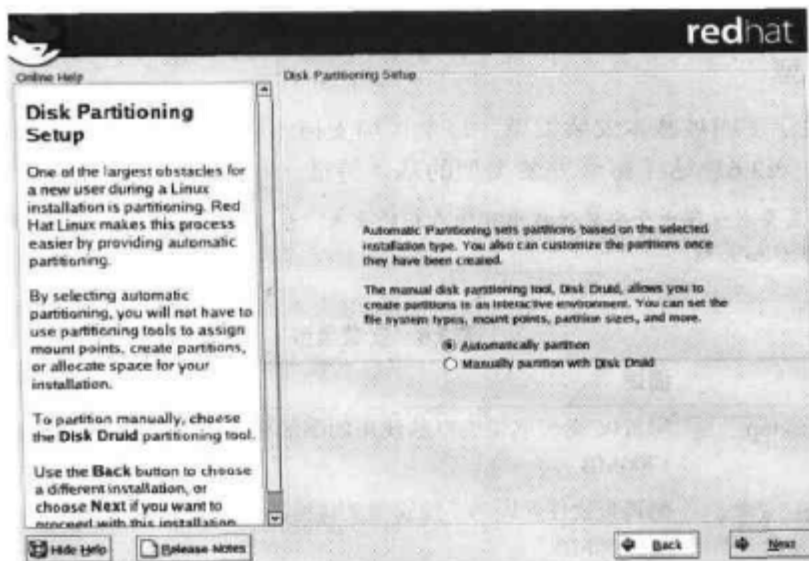 redhat
Online Help
Disk Partitioning Setup
Disk Partitioning
Setup
One of the largest obstacles for
a new user during a Linux
installation is partitioning. Red
Hat Linux makes this process
easier by providing automatic
partitioning.
By selecting automatic
partitioning, you will not have to
use partitioning tools to assign
mount points, create partitions,
or allocate space for your
installation.
To partition manually, choose
the Disk Druid partitioning tool.
Use the Back button to choose
a different installation, or
choose Next if you want to
proceed with this installation
Automatic Partitioning sets partitions based on the selected
installation type. You also can customize the partitions once
they have been created.
The manual disk partitioning tool, Disk Druid, allows you to
create partitions in an interactive environment. You can set the
file system types, mount points, partition sizes, and more.
Automatically partition
Manually partition with Disk Druid
Hide Help
Release Notes
Back
Next